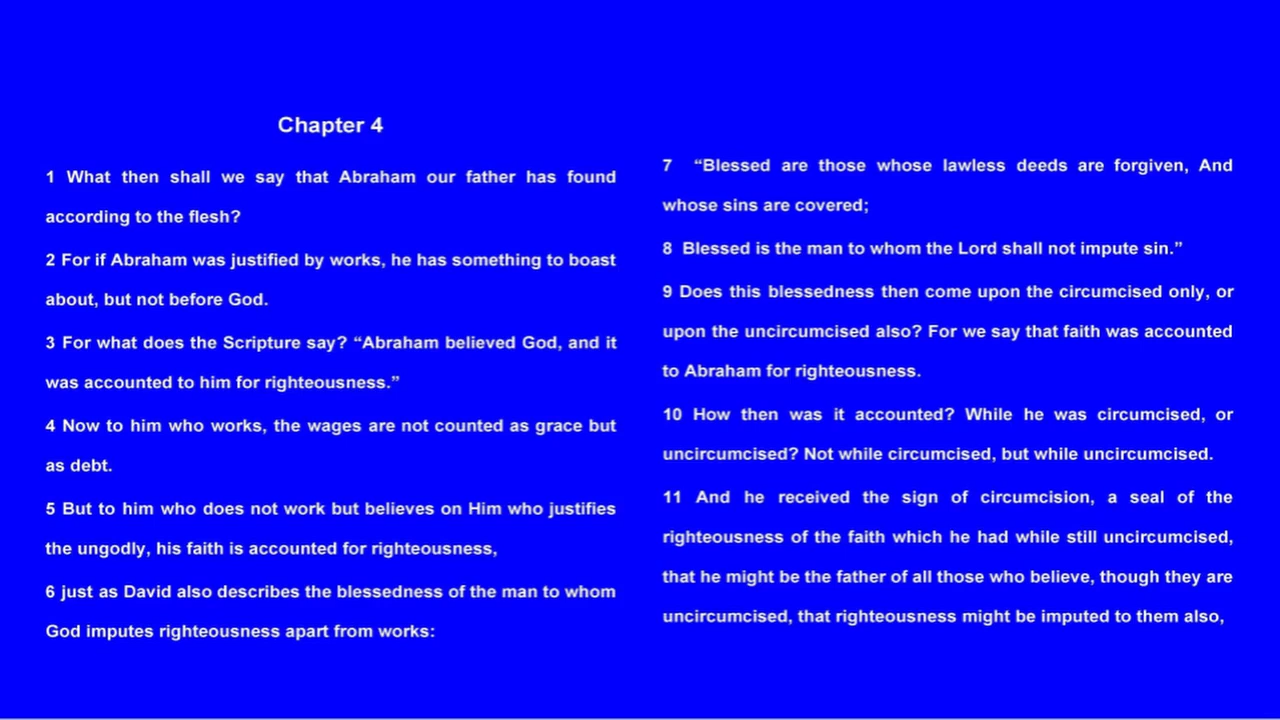 Chapter 4
1 What then shall we say that Abraham our father has found
according to the flesh?
2 For if Abraham was justified by works, he has something to boast
about, but not before God.
3 For what does the Scripture say? “Abraham believed God, and it
was accounted to him for righteousness.”
4 Now to him who works, the wages are not counted as grace but
as debt.
5 But to him who does not work but believes on Him who justifies
the ungodly, his faith is accounted for righteousness,
6 just as David also describes the blessedness of the man to whom
God imputes righteousness apart from works:
7 “Blessed are those whose lawless deeds are forgiven, And
whose sins are covered;
8 Blessed is the man to whom the Lord shall not impute sin.”
9 Does this blessedness then come upon the circumcised only, or
upon the uncircumcised also? For we say that faith was accounted
to Abraham for righteousness.
10 How then was it accounted? While he was circumcised, or
uncircumcised? Not while circumcised, but while uncircumcised.
11 And he received the sign of circumcision, a seal of the
righteousness of the faith which he had while still uncircumcised,
that he might be the father of all those who believe, though they are
uncircumcised, that righteousness might be imputed to them also,